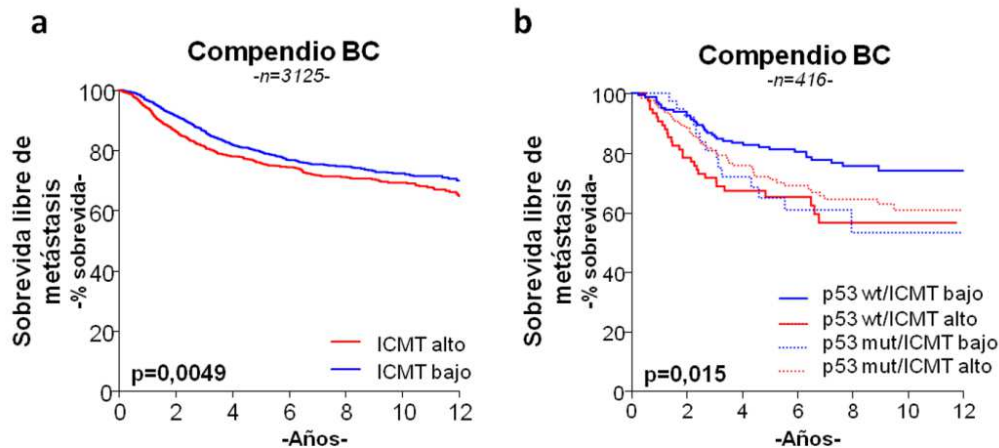 a
Compendio BC
-n=3125-
Sobrevida libre de
metástasis
-% sobrevida-
100
80
60
40
20
0
ICMT alto
ICMT bajo
p=0,0049
0 2 4 6 8 10 12
-Años-
b
Compendio BC
-n=416-
Sobrevida libre de
metástasis
-% sobrevida-
100
80
60
40
20
0
p53 wt/ICMT bajo
p53 wt/ICMT alto
p53 mut/ICMT bajo
p53 mut/ICMT alto
p=0,015
0 2 4 6 8 10 12
-Años-